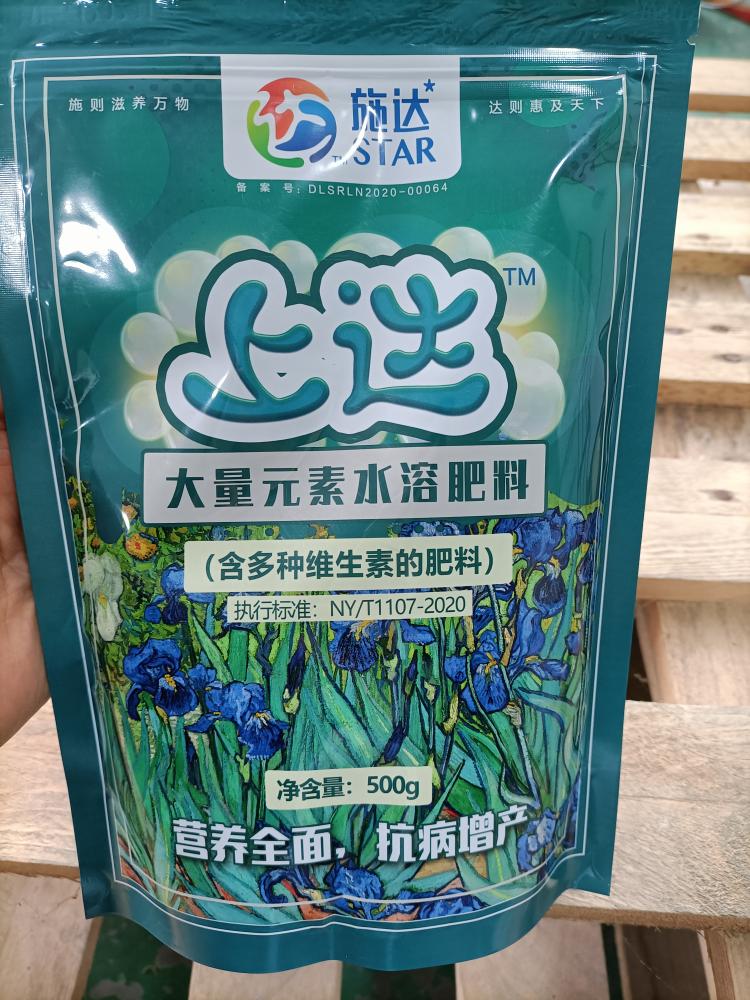 施则滋养万物
施达
STAR
TM
达则惠及天下
备案号：DLSRLN2020-00064
上达
TM
大量元素水溶肥料
（含多种维生素的肥料）
执行标准：NY/T1107-2020
净含量：500g
营养全面，抗病增产